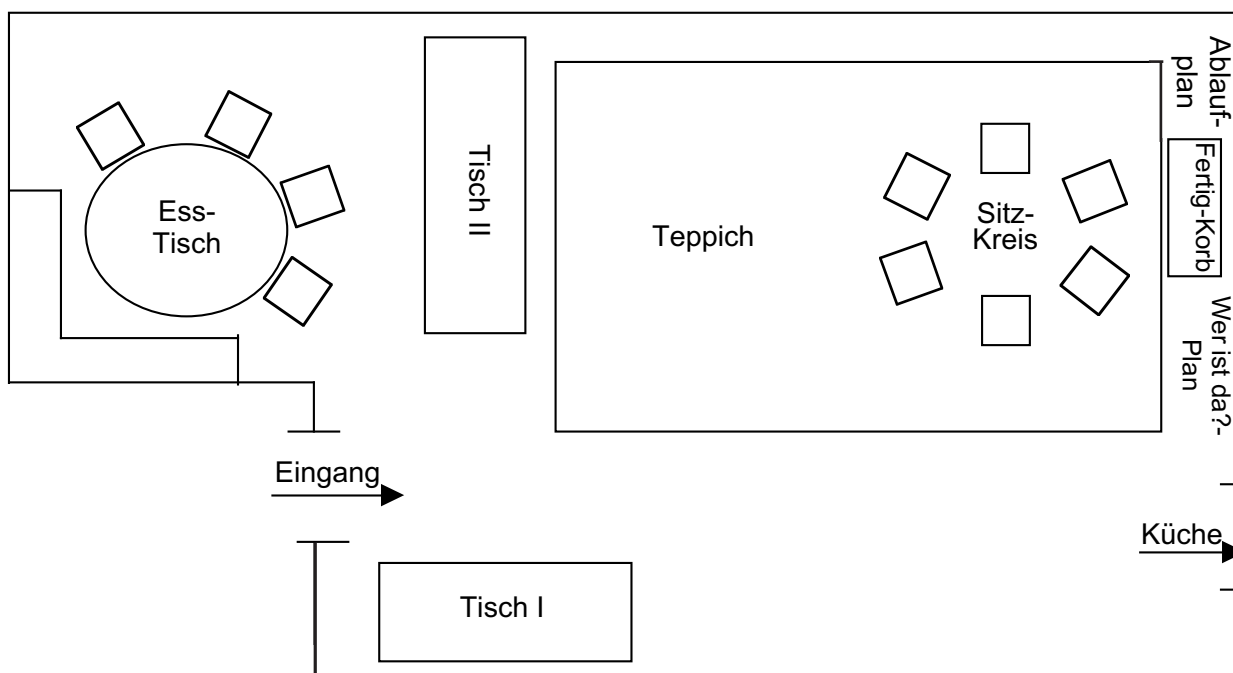 Ess-
Tisch
Tisch II
Teppich
Sitz-
Kreis
Ablauf-
plan
Fertig-Korb
Wer ist da?-
Plan
Eingang
Küche
Tisch I